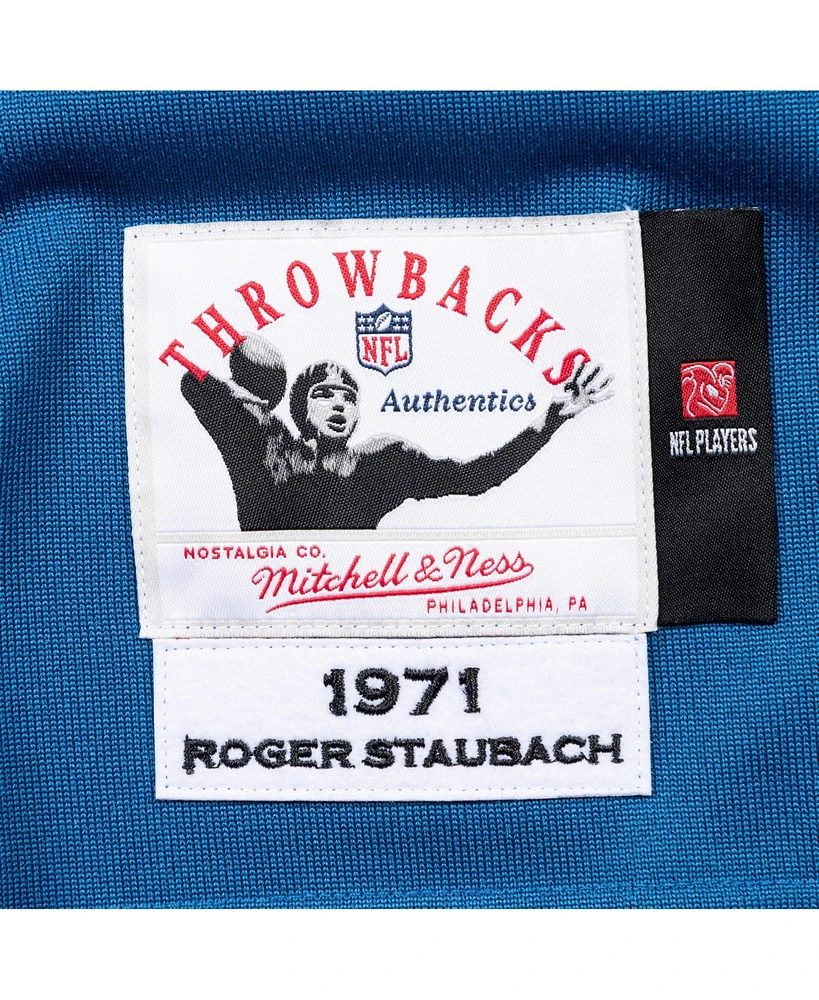 THROWBACKS
NFL
Authentics
NFL PLAYERS
NOSTALGIA CO.
Mitchell & Ness
PHILADELPHIA, PA
1971
ROGER STAUBACH